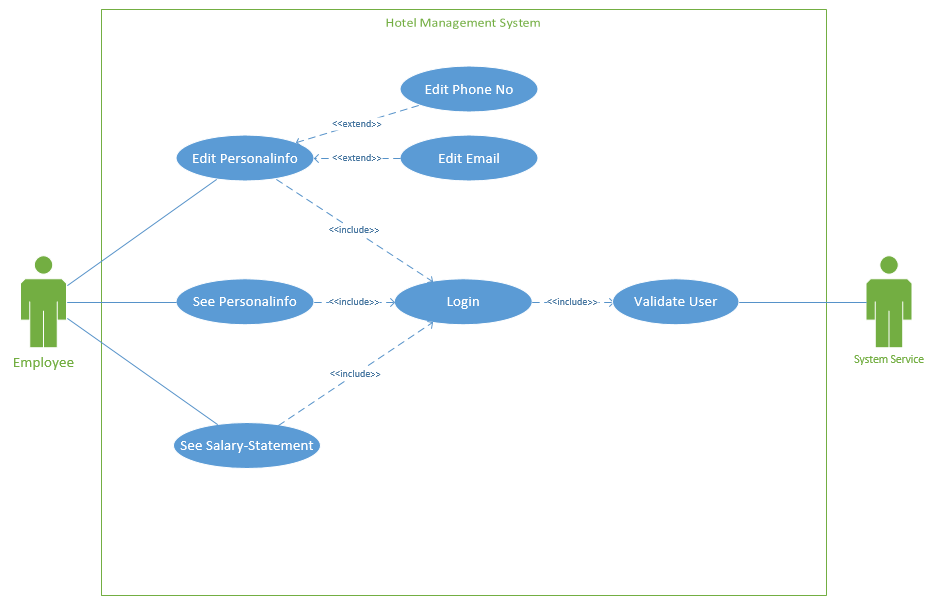 Hotel Management System
Edit Phone No
<<extend>>
Edit Personalinfo
<<extend>>
Edit Email
<<include>>
See Personalinfo
<<include>>
Login
<<include>>
Validate User
Employee
System Service
<<include>>
See Salary-Statement